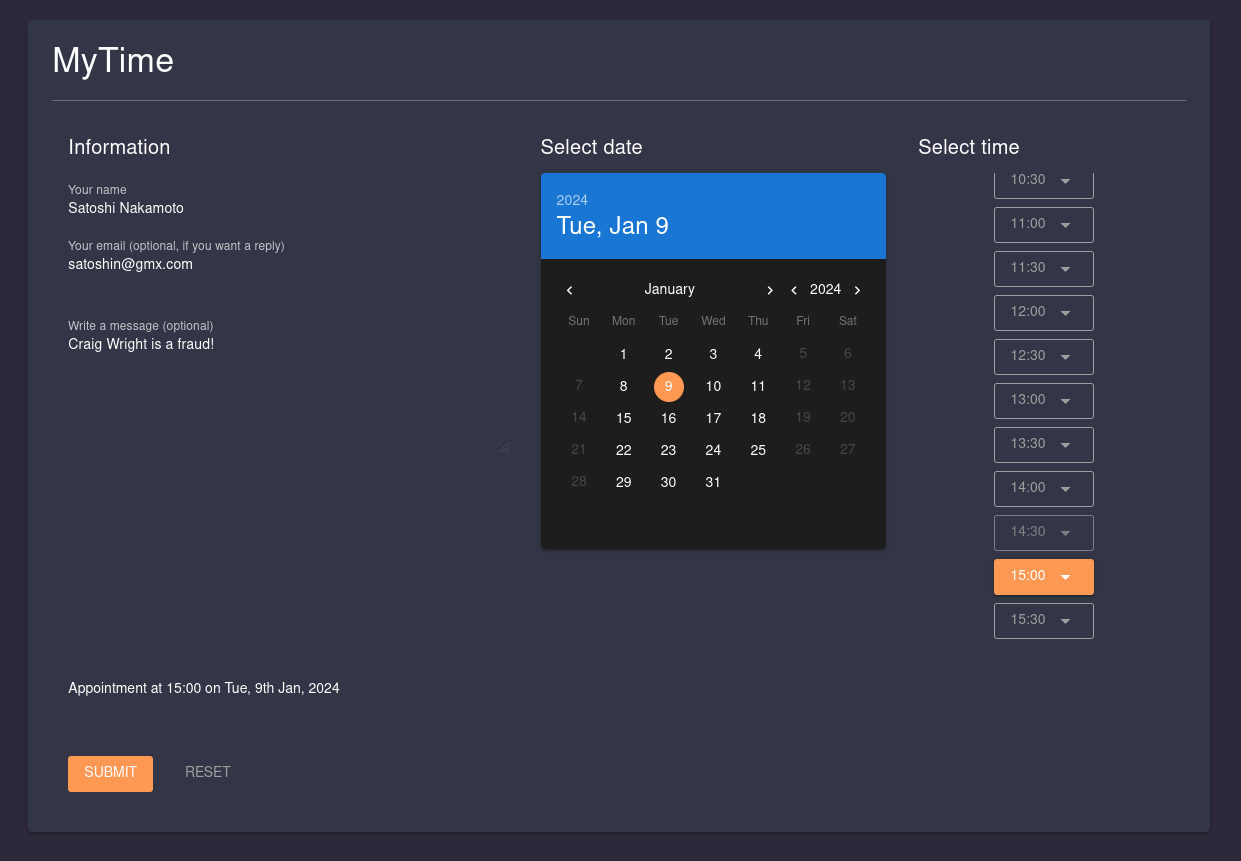 MyTime
Information
Your name
Satoshi Nakamoto
Your email (optional, if you want a reply)
satoshin@gmx.com
Write a message (optional)
Craig Wright is a fraud!
Select date
2024
Tue, Jan 9
January 2024
Sun Mon Tue Wed Thu Fri Sat
1 2 3 4 5 6
7 8 9 10 11 12 13
14 15 16 17 18 19 20
21 22 23 24 25 26 27
28 29 30 31
Select time
10:30
11:00
11:30
12:00
12:30
13:00
13:30
14:00
14:30
15:00
15:30
Appointment at 15:00 on Tue, 9th Jan, 2024
SUBMIT RESET